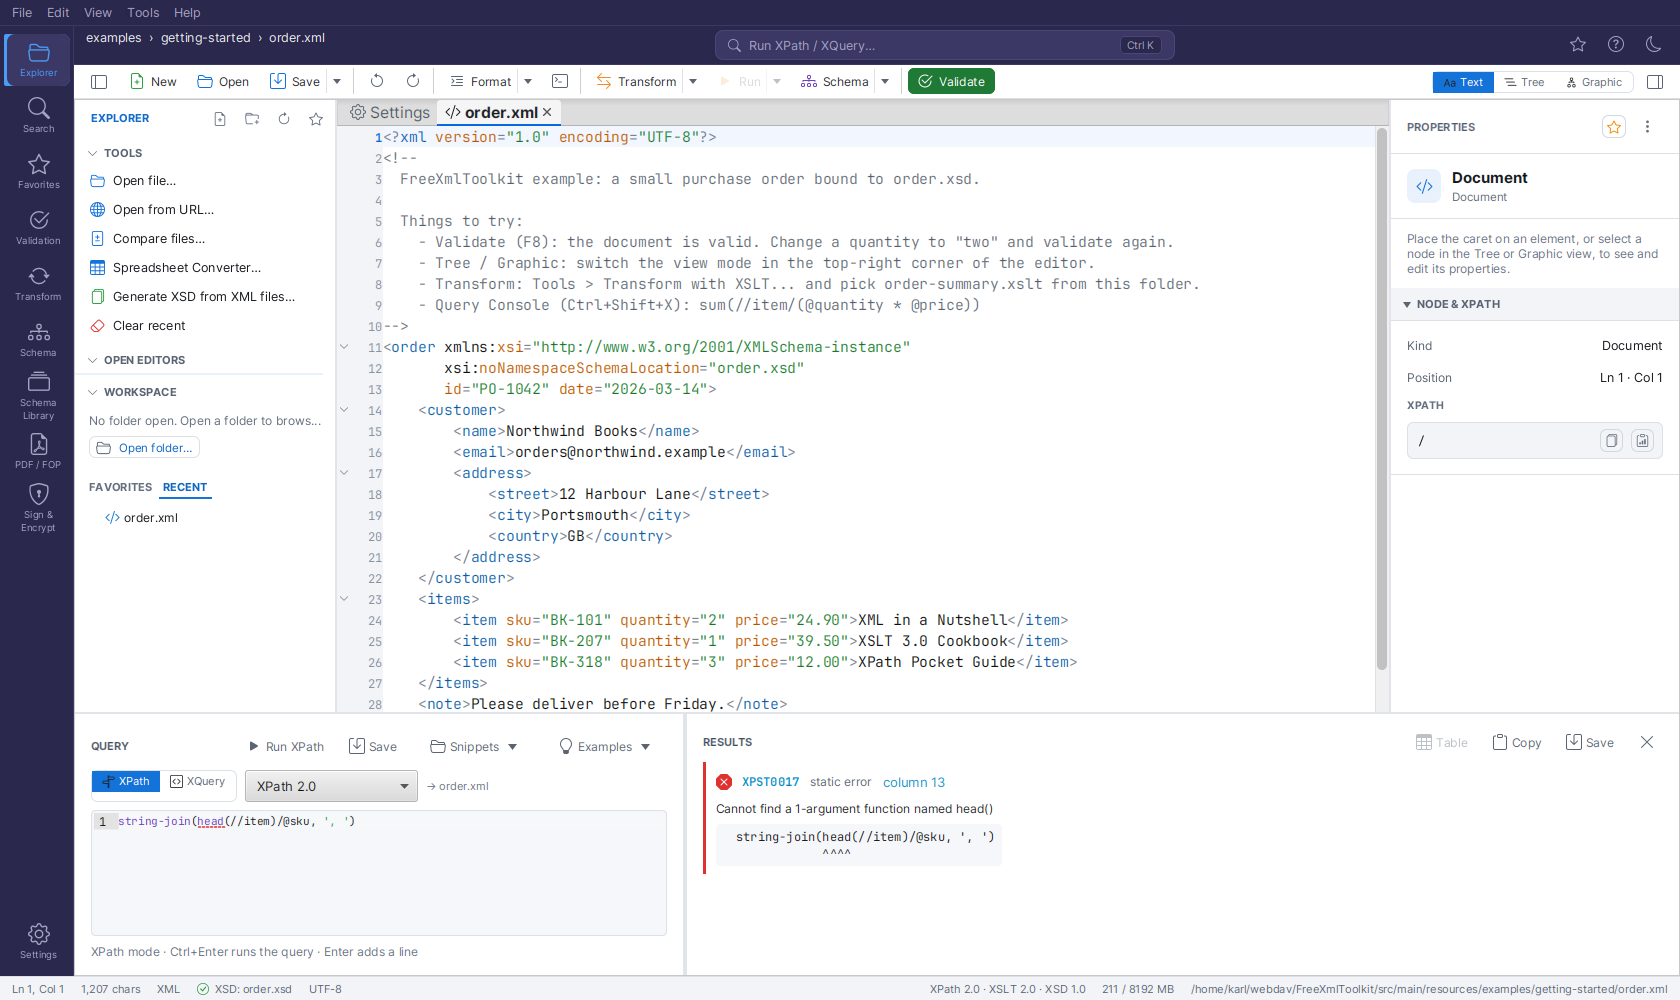 File Edit View Tools Help
examples › getting-started › order.xml
Run XPath / XQuery... Ctrl K
Explorer
Search
Favorites
Validation
Transform
Schema
Schema
Library
PDF / FOP
Sign &
Encrypt
Settings
New Open Save Format Transform Run Schema Validate
Aa Text Tree Graphic
EXPLORER
TOOLS
Open file...
Open from URL...
Compare files...
Spreadsheet Converter...
Generate XSD from XML files...
Clear recent
OPEN EDITORS
WORKSPACE
No folder open. Open a folder to brows...
Open folder...
FAVORITES RECENT
</> order.xml
Settings </> order.xml ×
1 <?xml version="1.0" encoding="UTF-8"?>
2 <!--
3 FreeXmlToolkit example: a small purchase order bound to order.xsd.
4
5 Things to try:
6 - Validate (F8): the document is valid. Change a quantity to "two" and validate again.
7 - Tree / Graphic: switch the view mode in the top-right corner of the editor.
8 - Transform: Tools > Transform with XSLT... and pick order-summary.xslt from this folder.
9 - Query Console (Ctrl+Shift+X): sum(//item/(@quantity * @price))
10 -->
11 <order xmlns:xsi="http://www.w3.org/2001/XMLSchema-instance"
12 xsi:noNamespaceSchemaLocation="order.xsd"
13 id="PO-1042" date="2026-03-14">
14 <customer>
15 <name>Northwind Books</name>
16 <email>orders@northwind.example</email>
17 <address>
18 <street>12 Harbour Lane</street>
19 <city>Portsmouth</city>
20 <country>GB</country>
21 </address>
22 </customer>
23 <items>
24 <item sku="BK-101" quantity="2" price="24.90">XML in a Nutshell</item>
25 <item sku="BK-207" quantity="1" price="39.50">XSLT 3.0 Cookbook</item>
26 <item sku="BK-318" quantity="3" price="12.00">XPath Pocket Guide</item>
27 </items>
28 <note>Please deliver before Friday.</note>
PROPERTIES
</> Document
Document
Place the caret on an element, or select a
node in the Tree or Graphic view, to see and
edit its properties.
NODE & XPATH
Kind Document
Position Ln 1 · Col 1
XPATH
/
QUERY Run XPath Save Snippets Examples
XPath XQuery XPath 2.0 → order.xml
1 string-join(head(//item)/@sku, ', ')
XPath mode · Ctrl+Enter runs the query · Enter adds a line
RESULTS Table Copy Save
XPST0017 static error column 13
Cannot find a 1-argument function named head()
string-join(head(//item)/@sku, ', ')
^^^^
Ln 1, Col 1 1,207 chars XML XSD: order.xsd UTF-8 XPath 2.0 · XSLT 2.0 · XSD 1.0 211 / 8192 MB /home/karl/webdav/FreeXmlToolkit/src/main/resources/examples/getting-started/order.xml